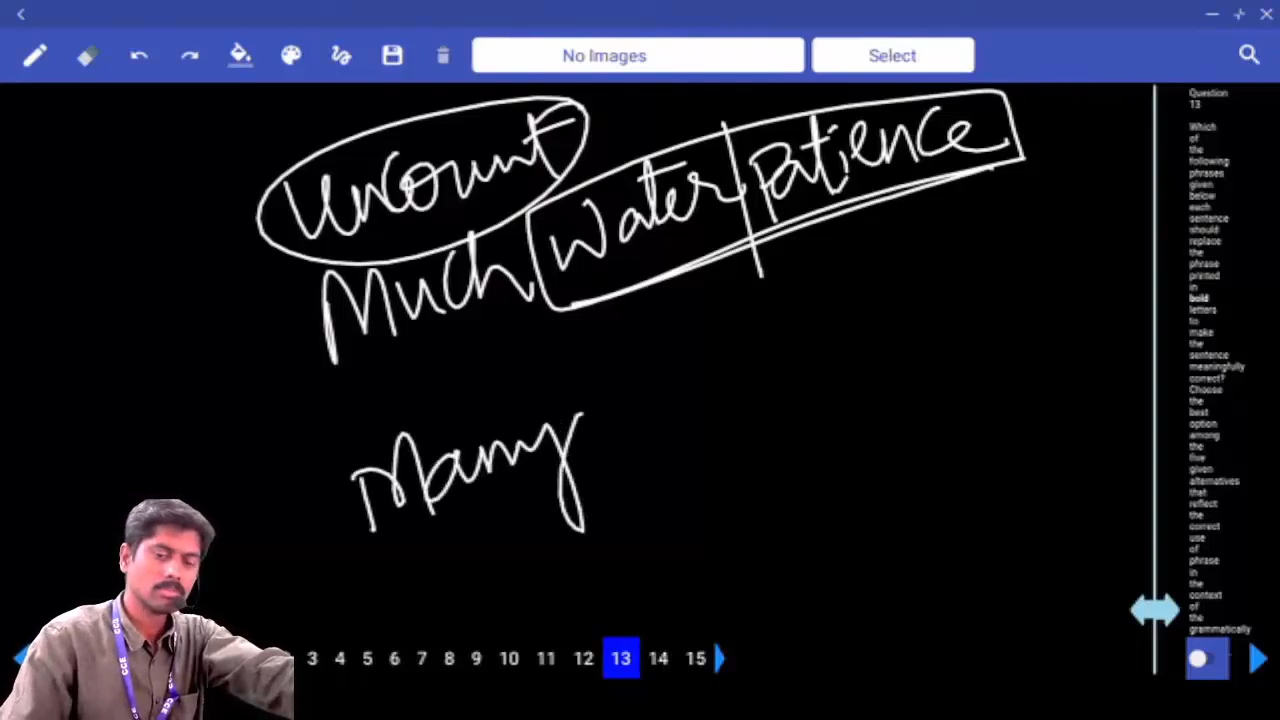 No Images
Select
Uncount
Much Water Patience
Many
Question
13
Which
of
the
following
phrases
given
below
each
sentence
should
replace
the
phrase
printed
in
bold
letters
to
make
the
sentence
meaningfully
correct?
Choose
the
best
option
among
the
five
given
alternatives
that
reflect
the
correct
use
of
phrase
in
the
context
of
the
grammatically
3 4 5 6 7 8 9 10 11 12 13 14 15
CCE
CCE